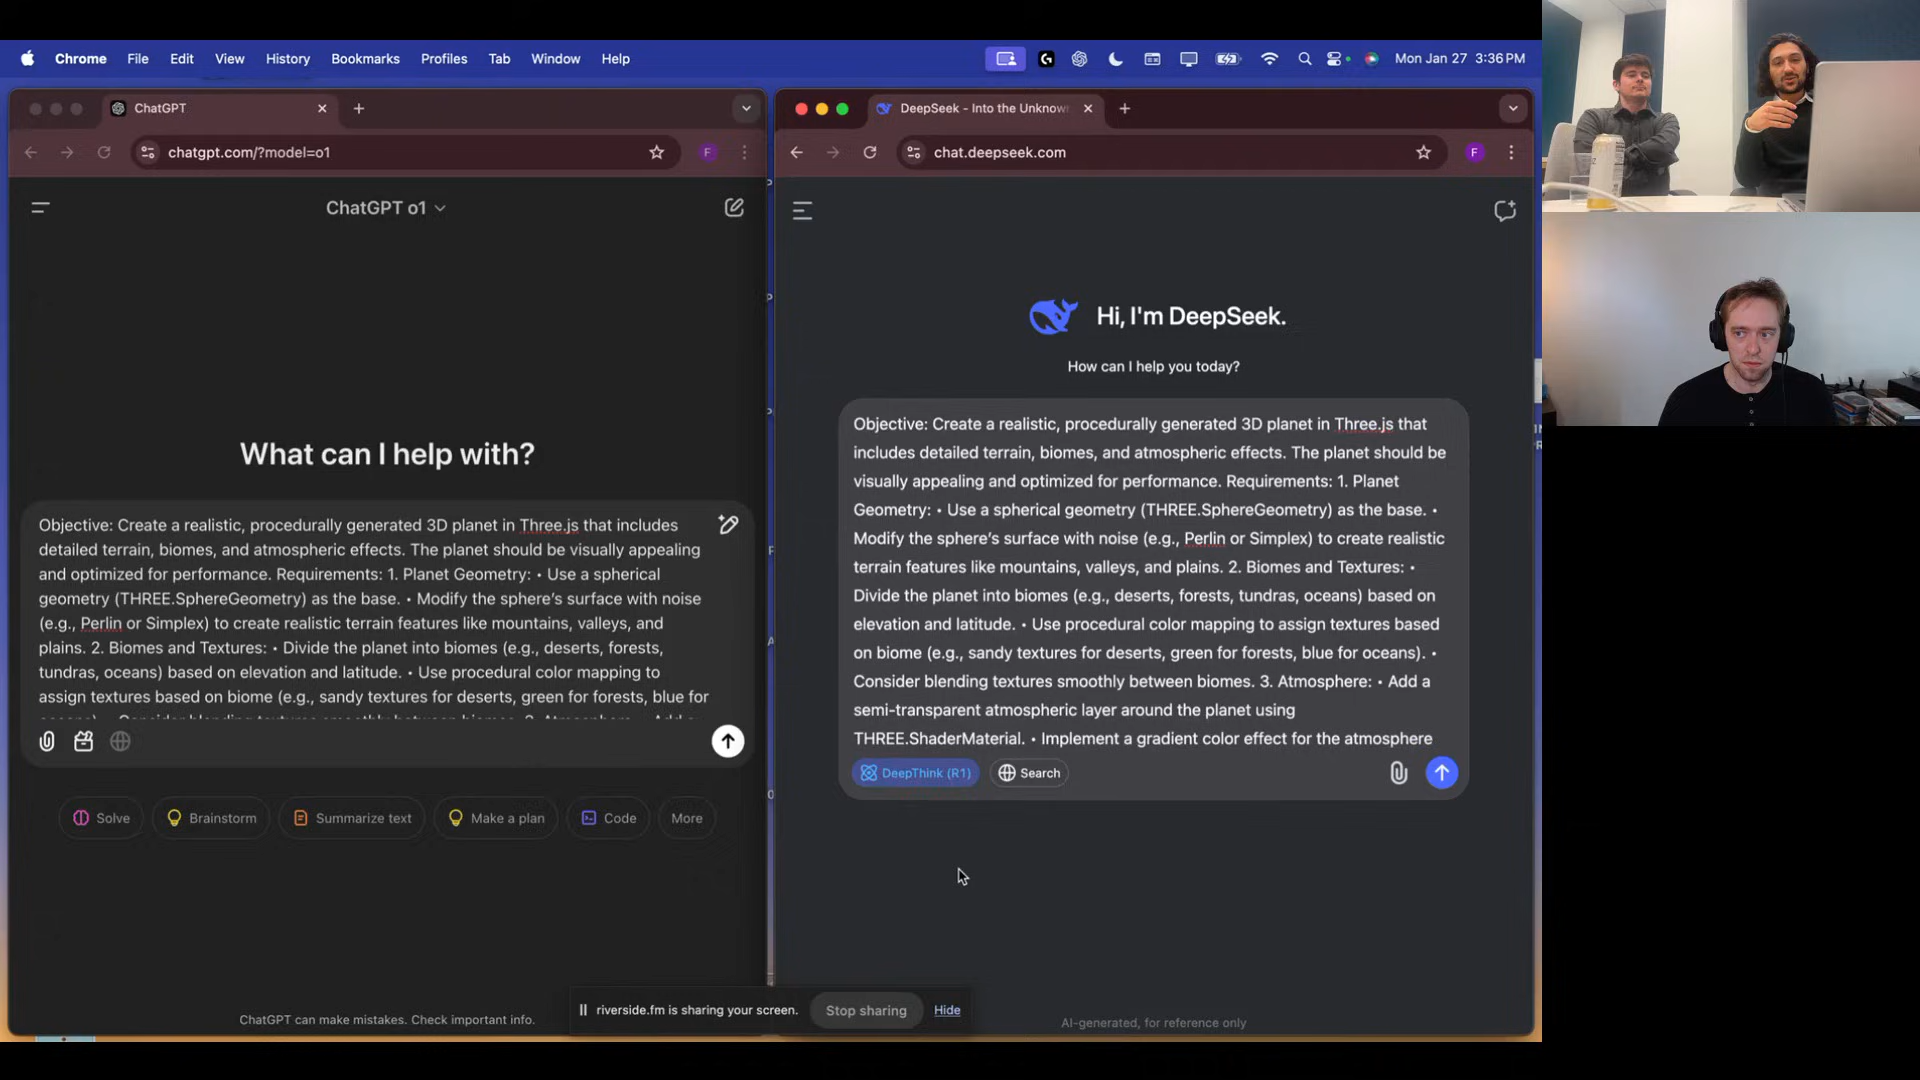 Chrome File Edit View History Bookmarks Profiles Tab Window Help Mon Jan 27 3:36 PM
ChatGPT
chatgpt.com/?model=o1
F
ChatGPT o1
What can I help with?
Objective: Create a realistic, procedurally generated 3D planet in Three.js that includes
detailed terrain, biomes, and atmospheric effects. The planet should be visually appealing
and optimized for performance. Requirements: 1. Planet Geometry: • Use a spherical
geometry (THREE.SphereGeometry) as the base. • Modify the sphere’s surface with noise
(e.g., Perlin or Simplex) to create realistic terrain features like mountains, valleys, and
plains. 2. Biomes and Textures: • Divide the planet into biomes (e.g., deserts, forests,
tundras, oceans) based on elevation and latitude. • Use procedural color mapping to
assign textures based on biome (e.g., sandy textures for deserts, green for forests, blue for
Solve Brainstorm Summarize text Make a plan Code More
ChatGPT can make mistakes. Check important info.
DeepSeek - Into the Unknow
chat.deepseek.com
F
Hi, I'm DeepSeek.
How can I help you today?
Objective: Create a realistic, procedurally generated 3D planet in Three.js that
includes detailed terrain, biomes, and atmospheric effects. The planet should be
visually appealing and optimized for performance. Requirements: 1. Planet
Geometry: • Use a spherical geometry (THREE.SphereGeometry) as the base. •
Modify the sphere’s surface with noise (e.g., Perlin or Simplex) to create realistic
terrain features like mountains, valleys, and plains. 2. Biomes and Textures: •
Divide the planet into biomes (e.g., deserts, forests, tundras, oceans) based on
elevation and latitude. • Use procedural color mapping to assign textures based
on biome (e.g., sandy textures for deserts, green for forests, blue for oceans). •
Consider blending textures smoothly between biomes. 3. Atmosphere: • Add a
semi-transparent atmospheric layer around the planet using
THREE.ShaderMaterial. • Implement a gradient color effect for the atmosphere
DeepThink (R1) Search
AI-generated, for reference only
riverside.fm is sharing your screen. Stop sharing Hide